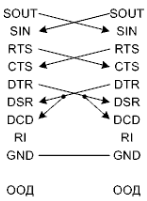 SOUT SOUT
SIN SIN
RTS RTS
CTS CTS
DTR DTR
DSR DSR
DCD DCD
RI RI
GND GND
ООД ООД